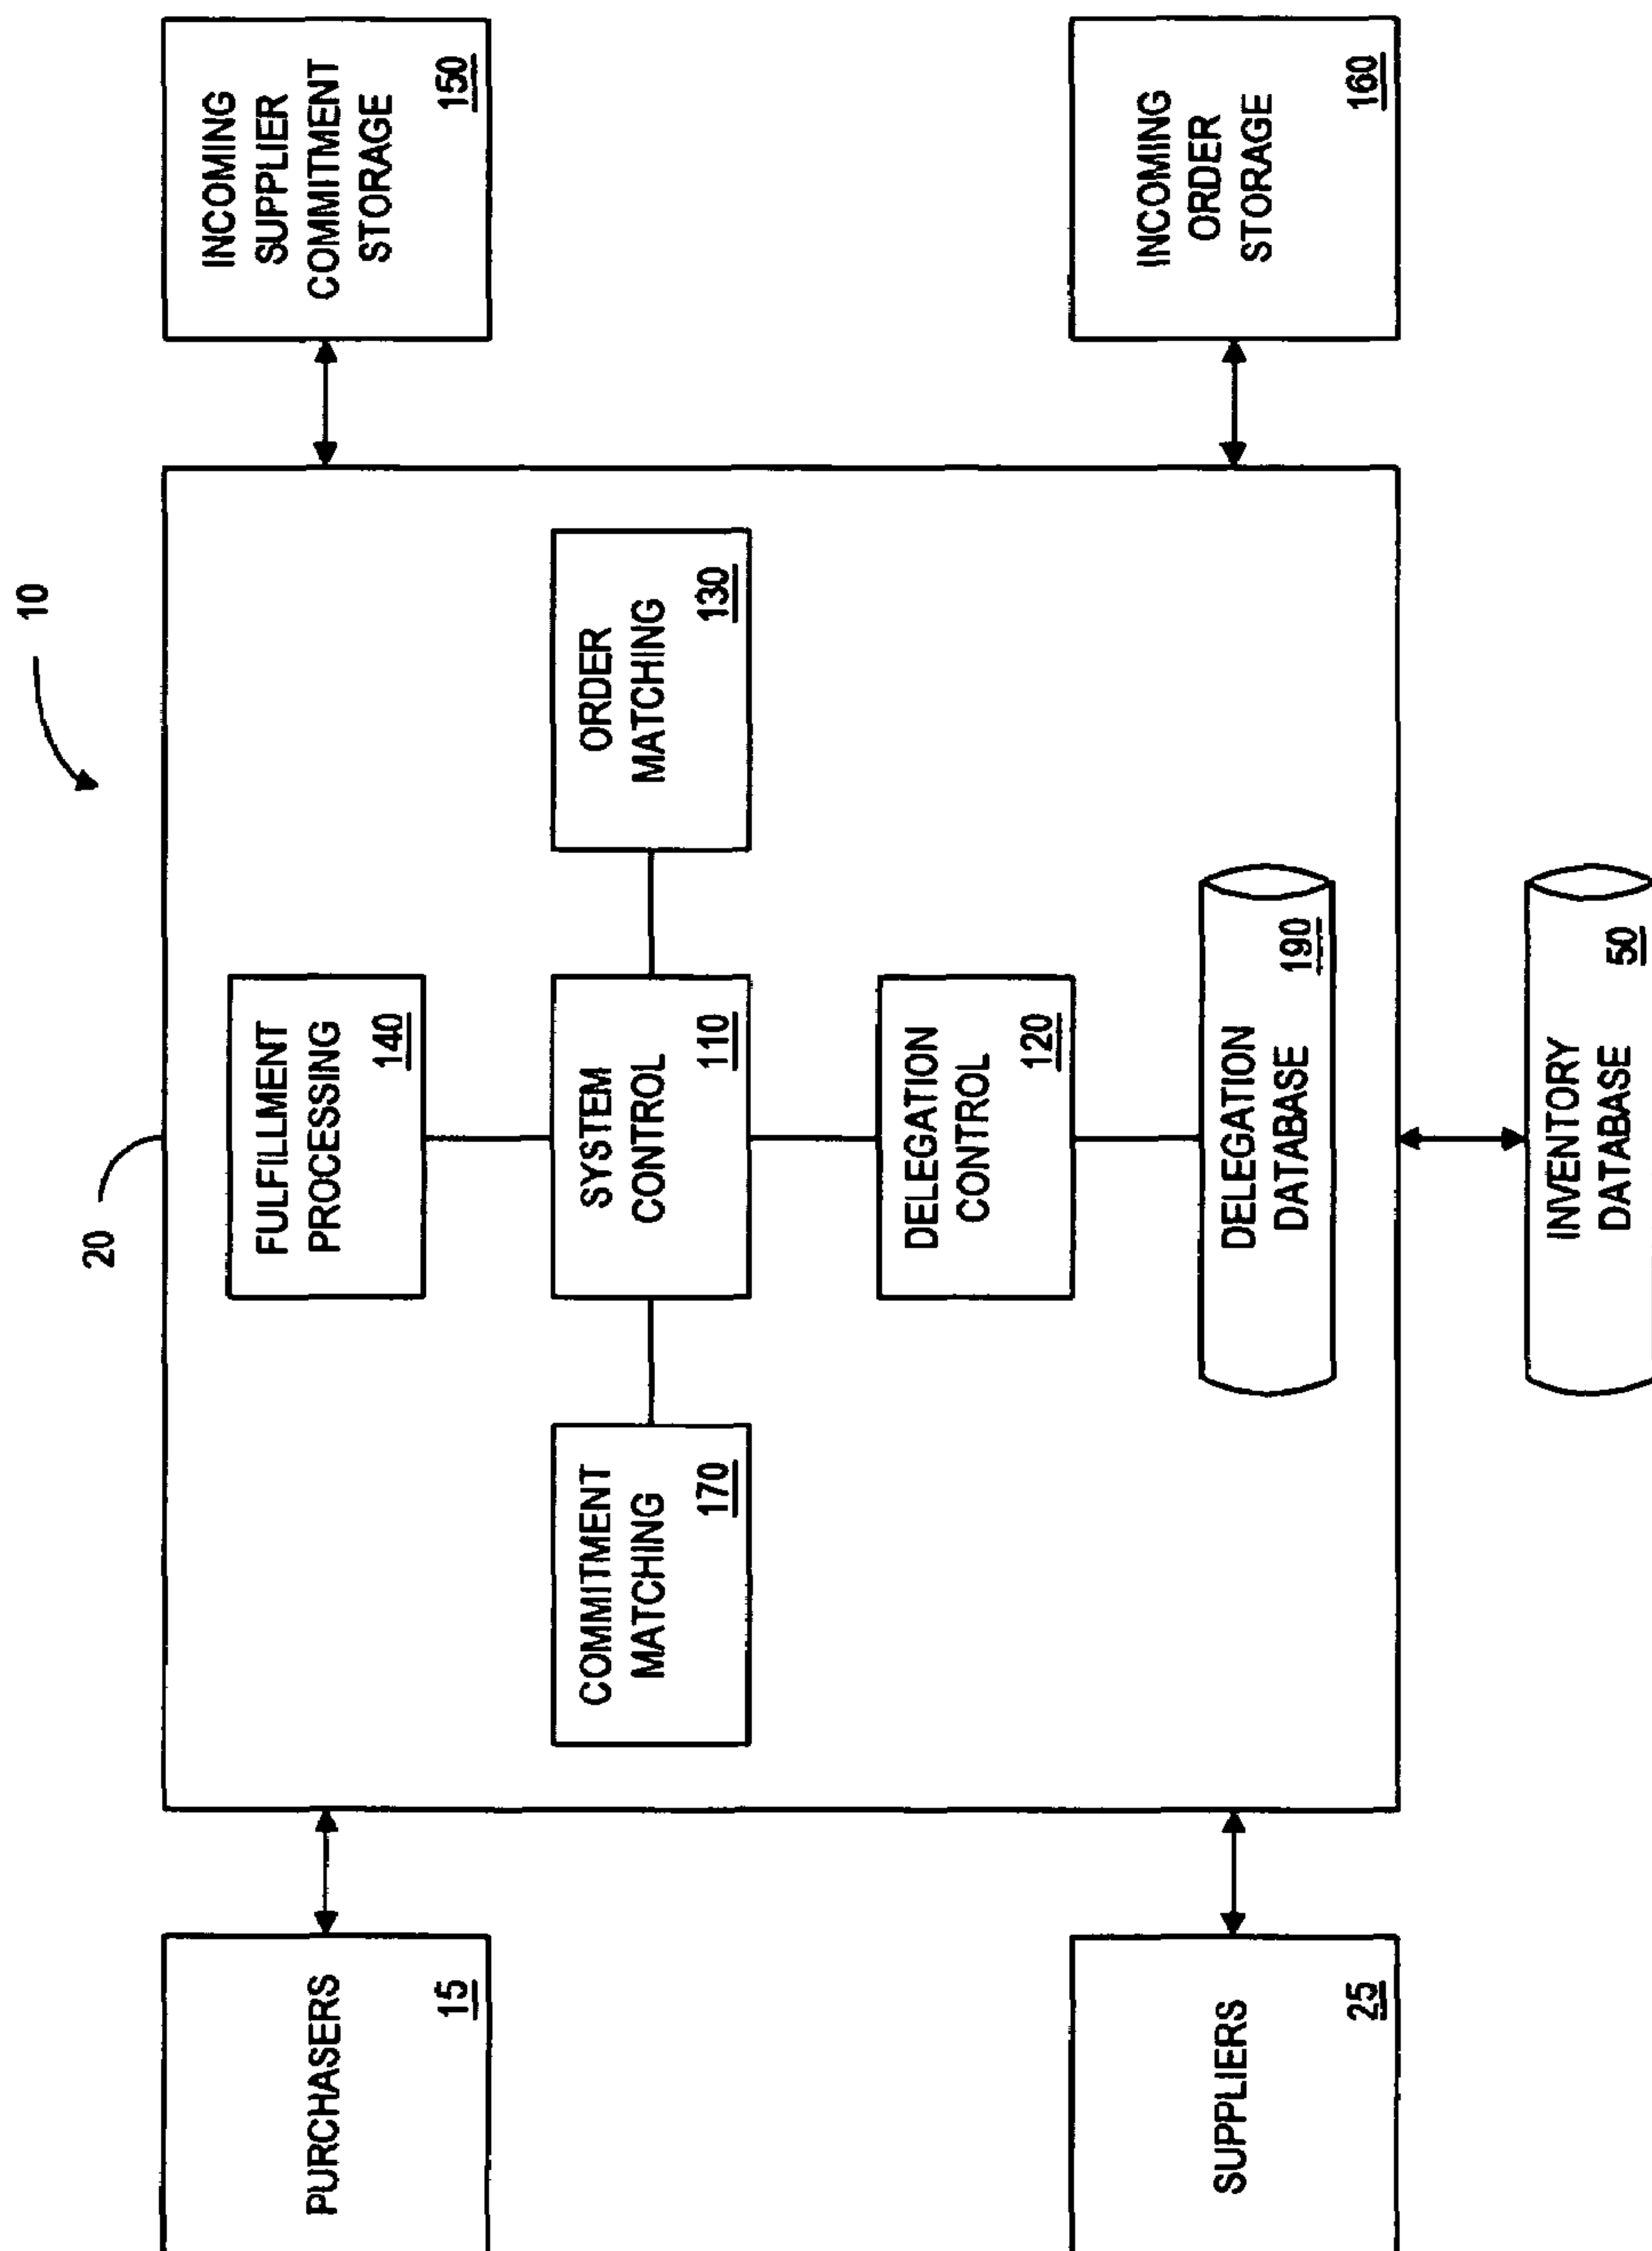 10
20
PURCHASERS
15
SUPPLIERS
25
FULFILLMENT
PROCESSING
140
COMMITMENT
MATCHING
170
SYSTEM
CONTROL
110
ORDER
MATCHING
130
DELEGATION
CONTROL
120
DELEGATION
DATABASE
190
INVENTORY
DATABASE
50
INCOMING
SUPPLIER
COMMITMENT
STORAGE
150
INCOMING
ORDER
STORAGE
160